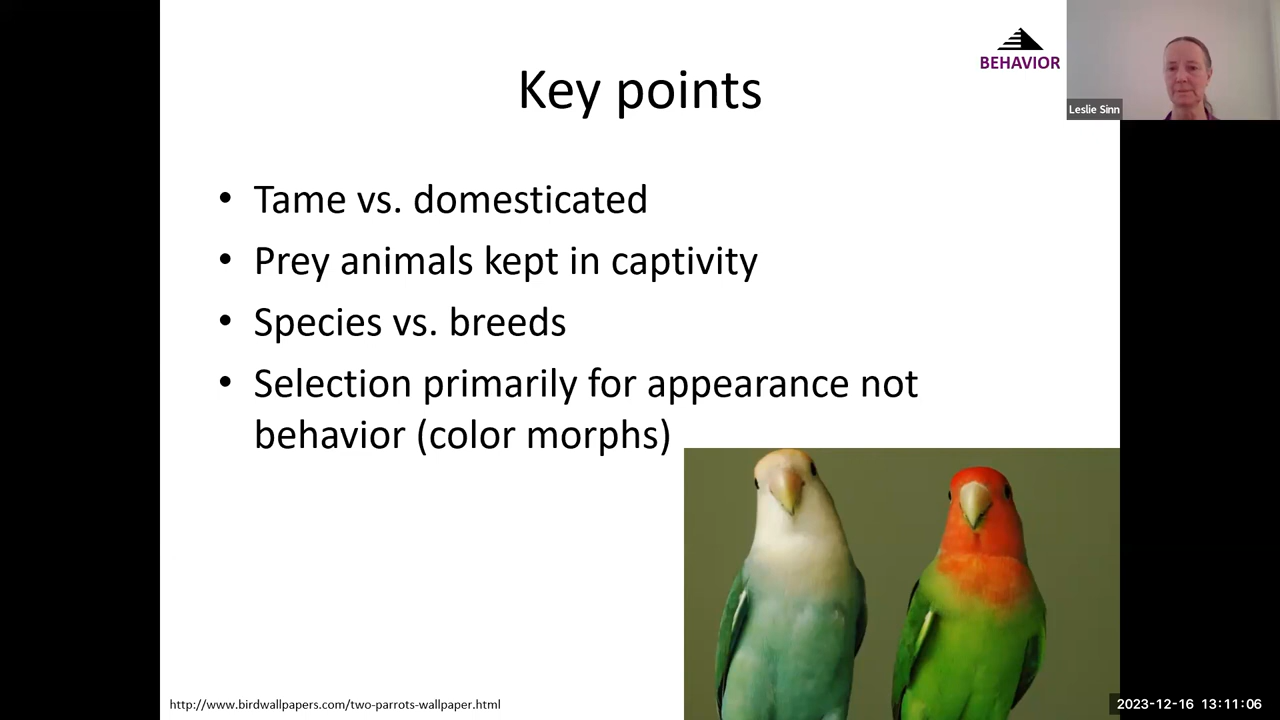 BEHAVIOR
Leslie Sinn
Key points
• Tame vs. domesticated
• Prey animals kept in captivity
• Species vs. breeds
• Selection primarily for appearance not
behavior (color morphs)
http://www.birdwallpapers.com/two-parrots-wallpaper.html
2023-12-16 13:11:06